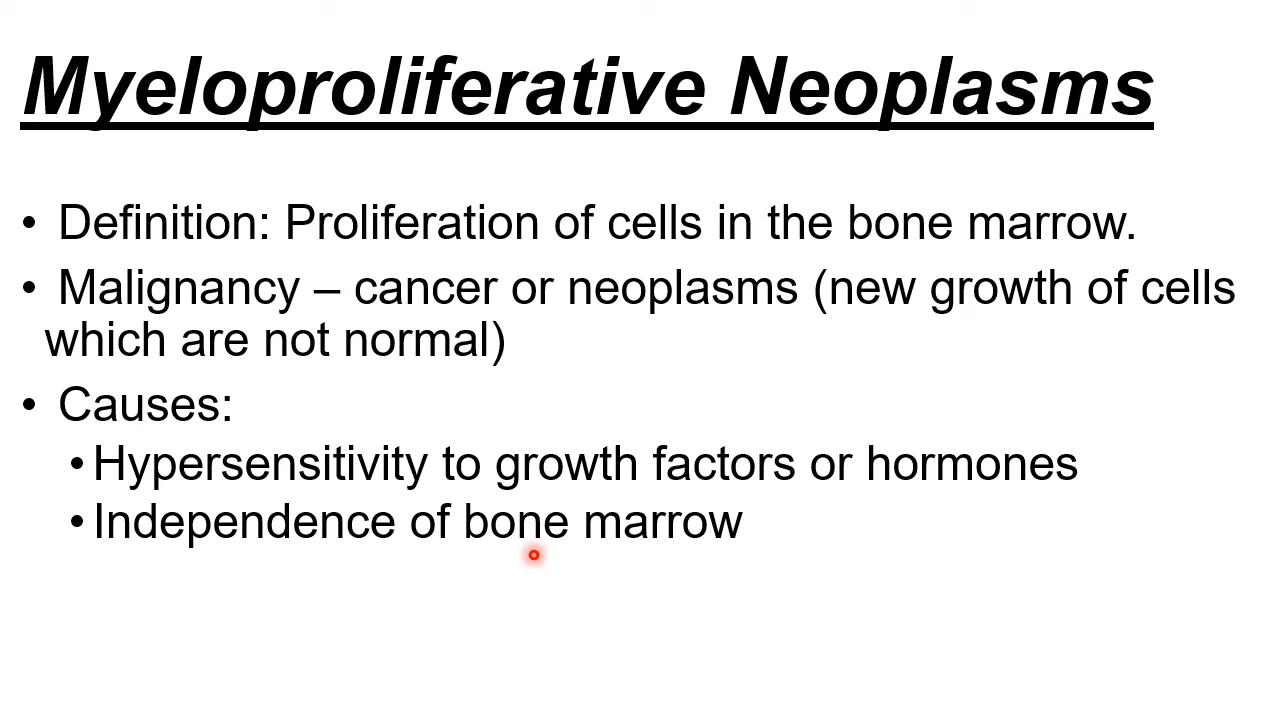 Myeloproliferative Neoplasms
• Definition: Proliferation of cells in the bone marrow.
• Malignancy – cancer or neoplasms (new growth of cells
which are not normal)
• Causes:
• Hypersensitivity to growth factors or hormones
• Independence of bone marrow